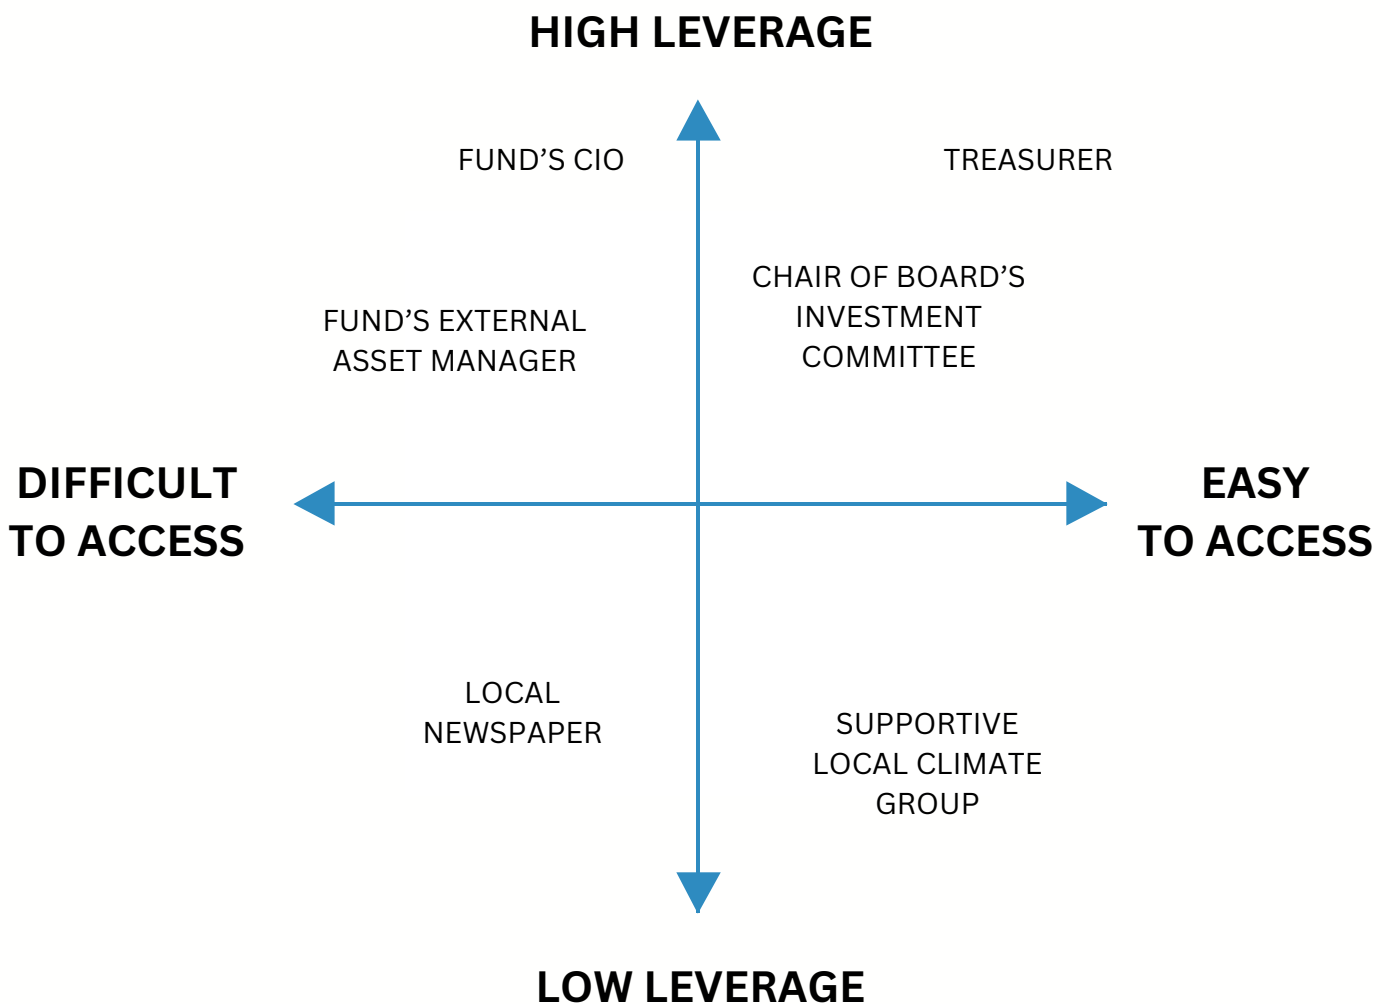 HIGH LEVERAGE
FUND’S CIO
TREASURER
CHAIR OF BOARD’S
INVESTMENT
COMMITTEE
FUND’S EXTERNAL
ASSET MANAGER
DIFFICULT
TO ACCESS
EASY
TO ACCESS
LOCAL
NEWSPAPER
SUPPORTIVE
LOCAL CLIMATE
GROUP
LOW LEVERAGE